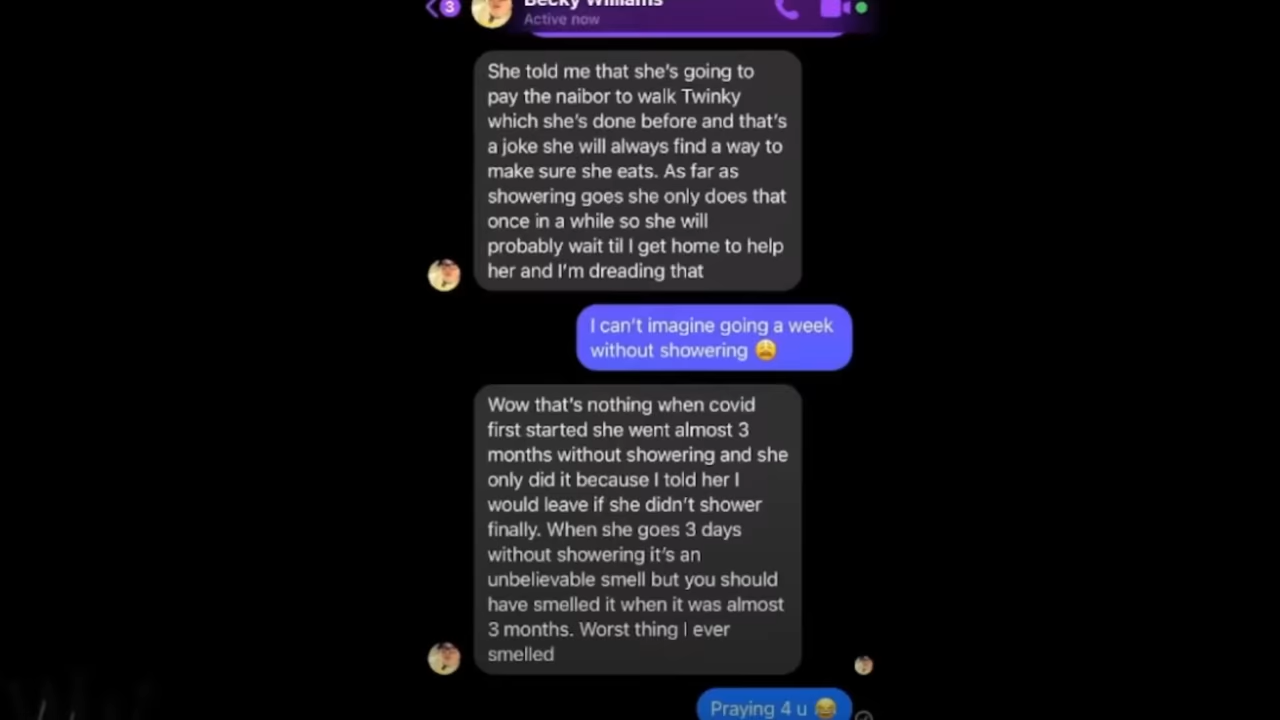 3
Becky Williams
Active now
She told me that she's going to
pay the naibor to walk Twinky
which she's done before and that's
a joke she will always find a way to
make sure she eats. As far as
showering goes she only does that
once in a while so she will
probably wait til I get home to help
her and I'm dreading that
I can't imagine going a week
without showering 😩
Wow that's nothing when covid
first started she went almost 3
months without showering and she
only did it because I told her I
would leave if she didn't shower
finally. When she goes 3 days
without showering it's an
unbelievable smell but you should
have smelled it when it was almost
3 months. Worst thing I ever
smelled
Praying 4 u 😂